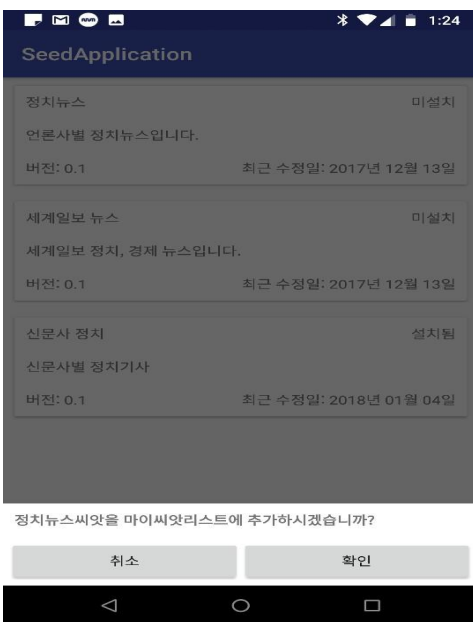 1:24
SeedApplication
정치뉴스 미설치
언론사별 정치뉴스입니다.
버전: 0.1 최근 수정일: 2017년 12월 13일
세계일보 뉴스 미설치
세계일보 정치, 경제 뉴스입니다.
버전: 0.1 최근 수정일: 2017년 12월 13일
신문사 정치 설치됨
신문사별 정치기사
버전: 0.1 최근 수정일: 2018년 01월 04일
정치뉴스씨앗을 마이씨앗리스트에 추가하시겠습니까?
취소 확인